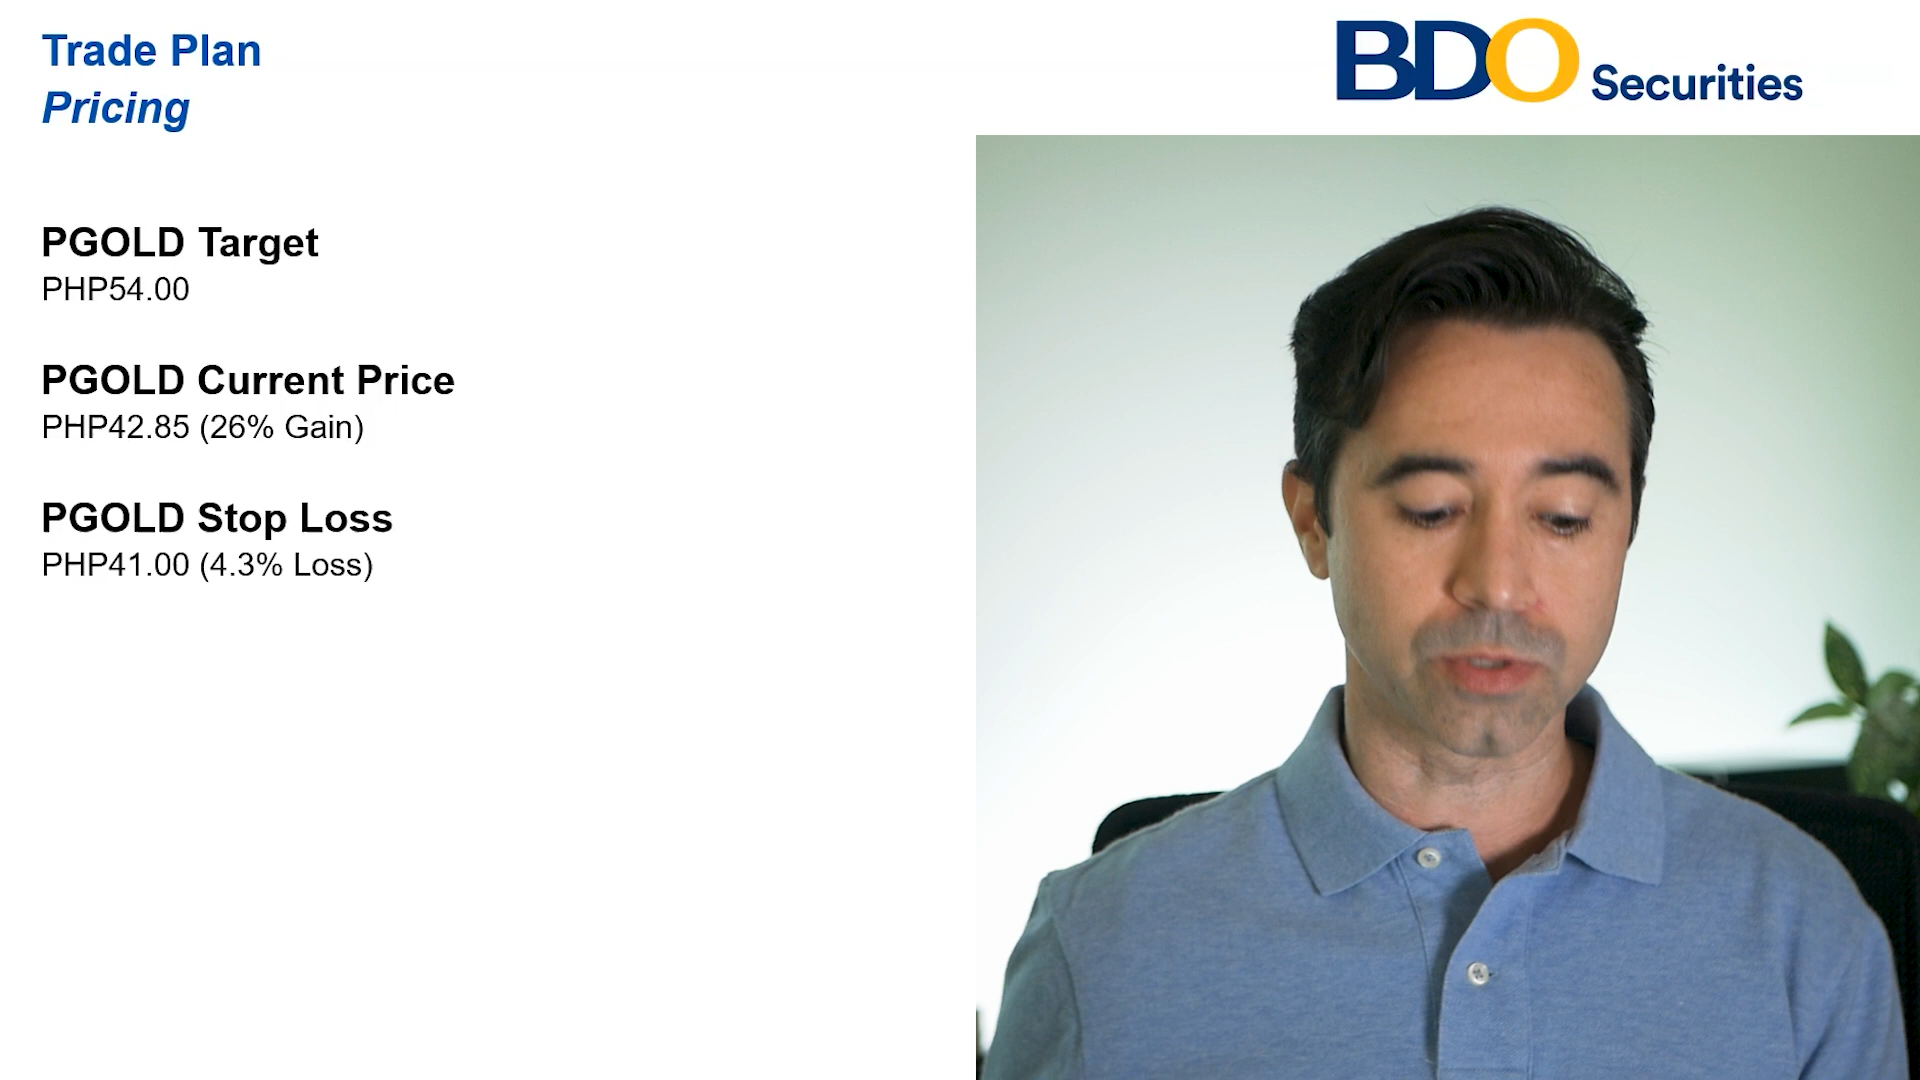 Trade Plan
Pricing
BDO Securities
PGOLD Target
PHP54.00
PGOLD Current Price
PHP42.85 (26% Gain)
PGOLD Stop Loss
PHP41.00 (4.3% Loss)